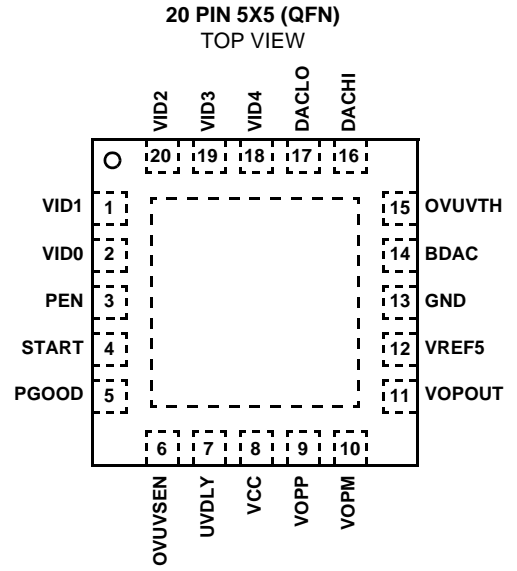 20 PIN 5X5 (QFN)
TOP VIEW
VID2 VID3 VID4 DACLO DACHI
20 19 18 17 16
VID1 1 15 OVUVTH
VID0 2 14 BDAC
PEN 3 13 GND
START 4 12 VREF5
PGOOD 5 11 VOPOUT
6 7 8 9 10
OVUVSEN UVDLY VCC VOPP VOPM